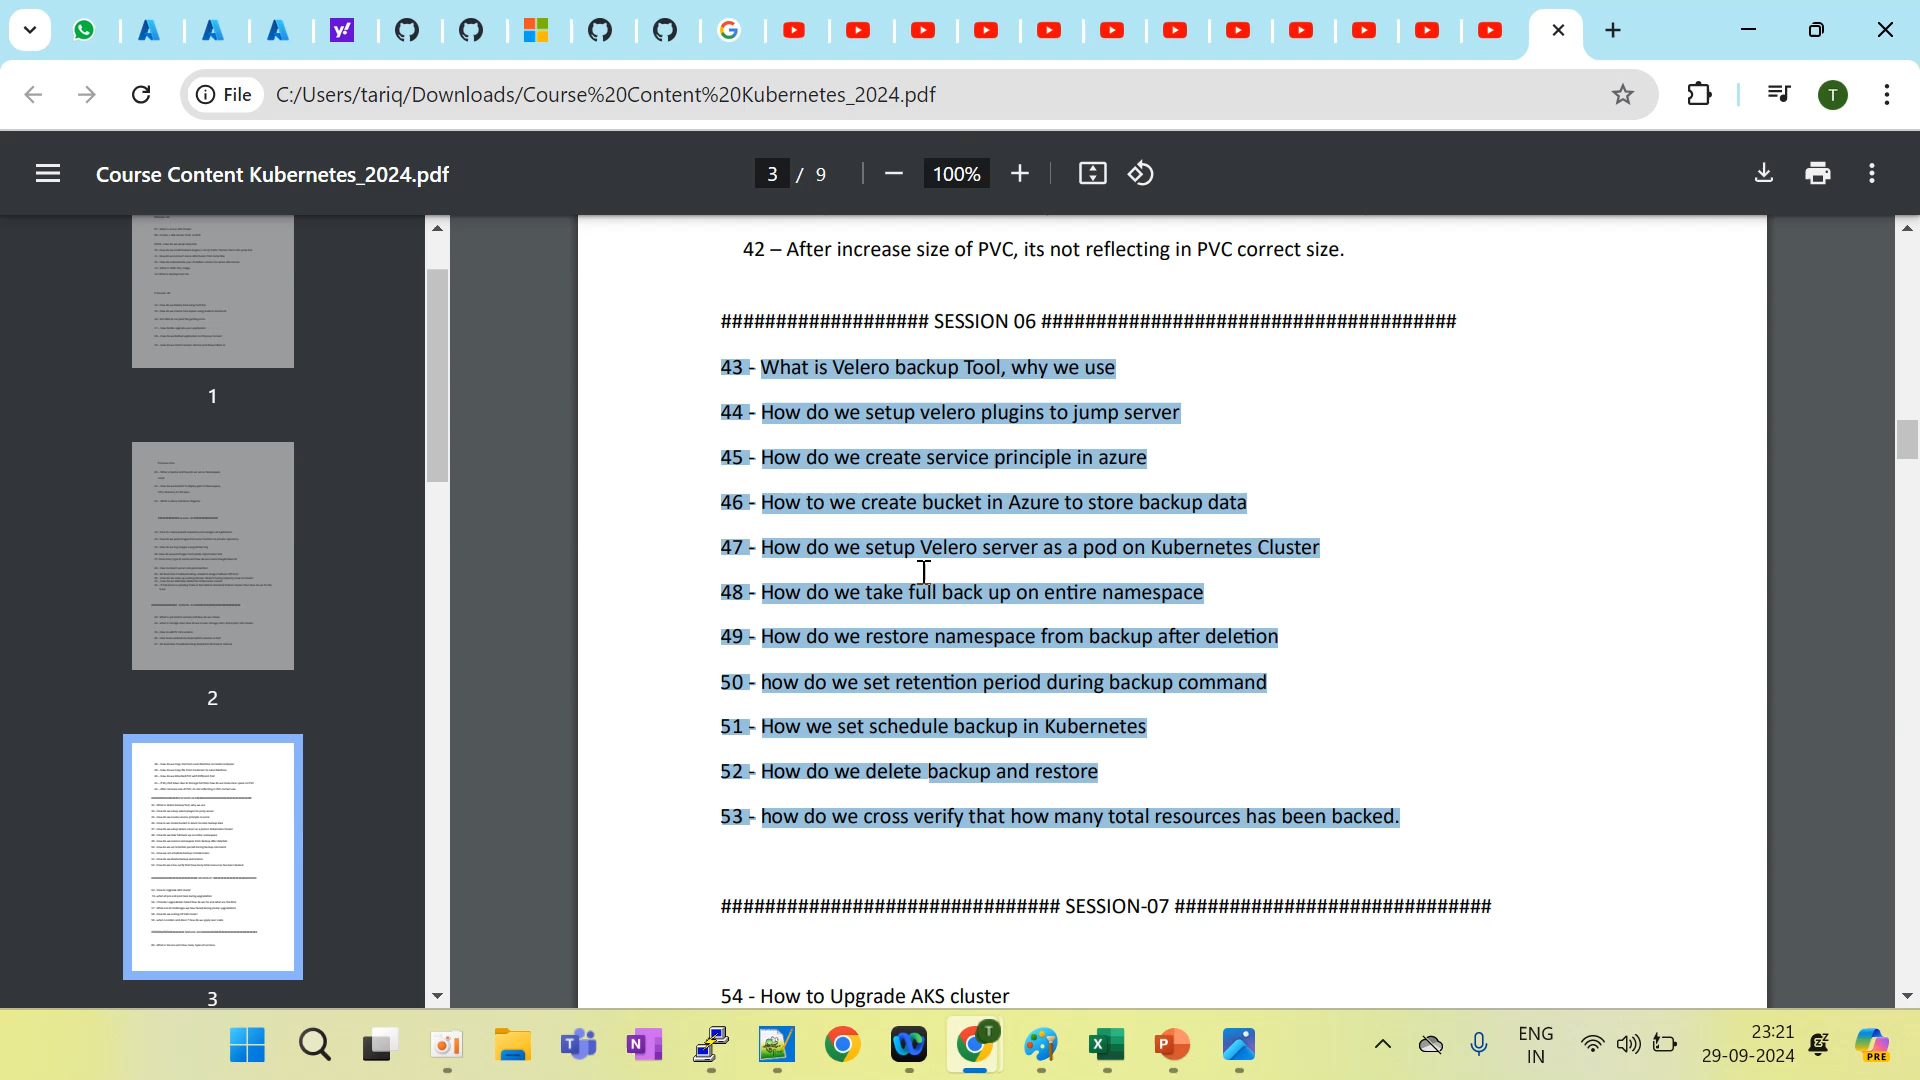 File
C:/Users/tariq/Downloads/Course%20Content%20Kubernetes_2024.pdf
T
Course Content Kubernetes_2024.pdf
3 / 9
100%
1
2
3
42 – After increase size of PVC, its not reflecting in PVC correct size.
################### SESSION 06 ######################################
43 - What is Velero backup Tool, why we use
44 - How do we setup velero plugins to jump server
45 - How do we create service principle in azure
46 - How to we create bucket in Azure to store backup data
47 - How do we setup Velero server as a pod on Kubernetes Cluster
48 - How do we take full back up on entire namespace
49 - How do we restore namespace from backup after deletion
50 - how do we set retention period during backup command
51 - How we set schedule backup in Kubernetes
52 - How do we delete backup and restore
53 - how do we cross verify that how many total resources has been backed.
############################### SESSION-07 #############################
54 - How to Upgrade AKS cluster
ENG
IN
23:21
29-09-2024
PRE